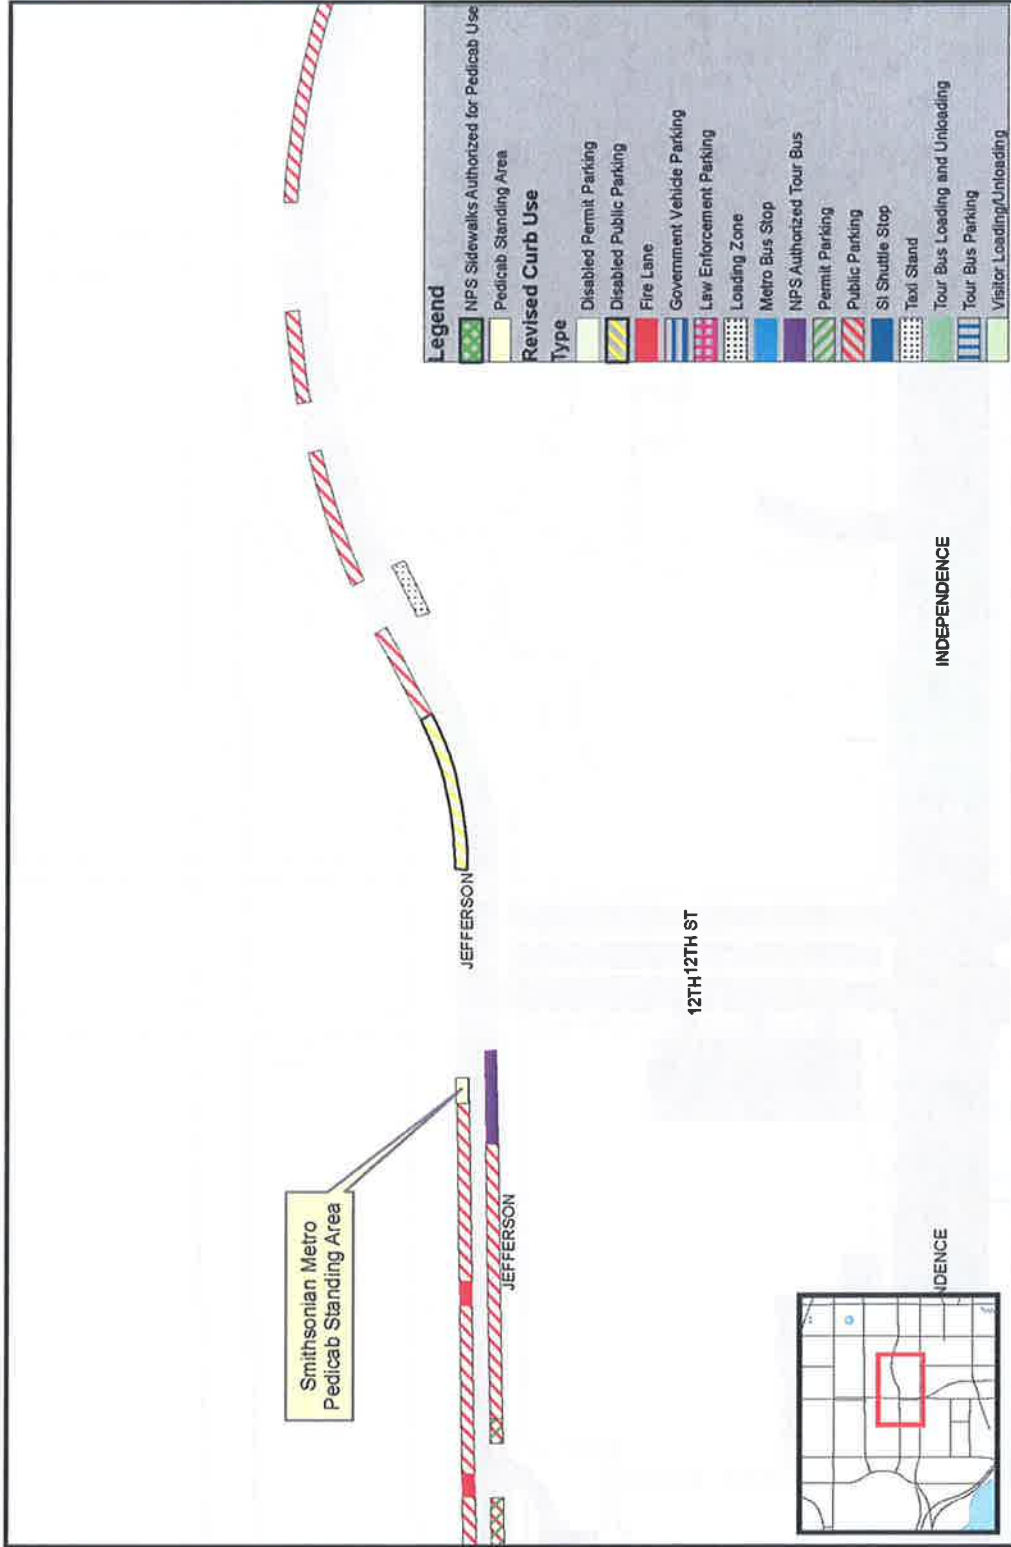 Smithsonian Metro
Pedicab Standing Area
JEFFERSON
JEFFERSON
12TH12TH ST
INDEPENDENCE
NDENCE
Legend
NPS Sidewalks Authorized for Pedicab Use
Pedicab Standing Area
Revised Curb Use
Type
Disabled Permit Parking
Disabled Public Parking
Fire Lane
Government Vehicle Parking
Law Enforcement Parking
Loading Zone
Metro Bus Stop
NPS Authorized Tour Bus
Permit Parking
Public Parking
SI Shuttle Stop
Taxi Stand
Tour Bus Loading and Unloading
Tour Bus Parking
Visitor Loading/Unloading